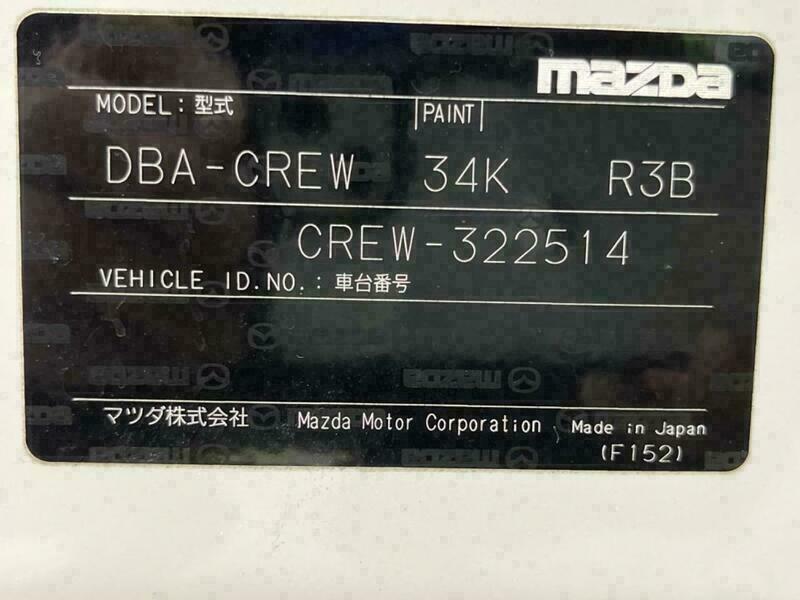 mazda
MODEL : 型式 PAINT
DBA-CREW 34K R3B
CREW-322514
VEHICLE ID.NO. : 車台番号
マツダ株式会社 Mazda Motor Corporation Made in Japan
(F152)